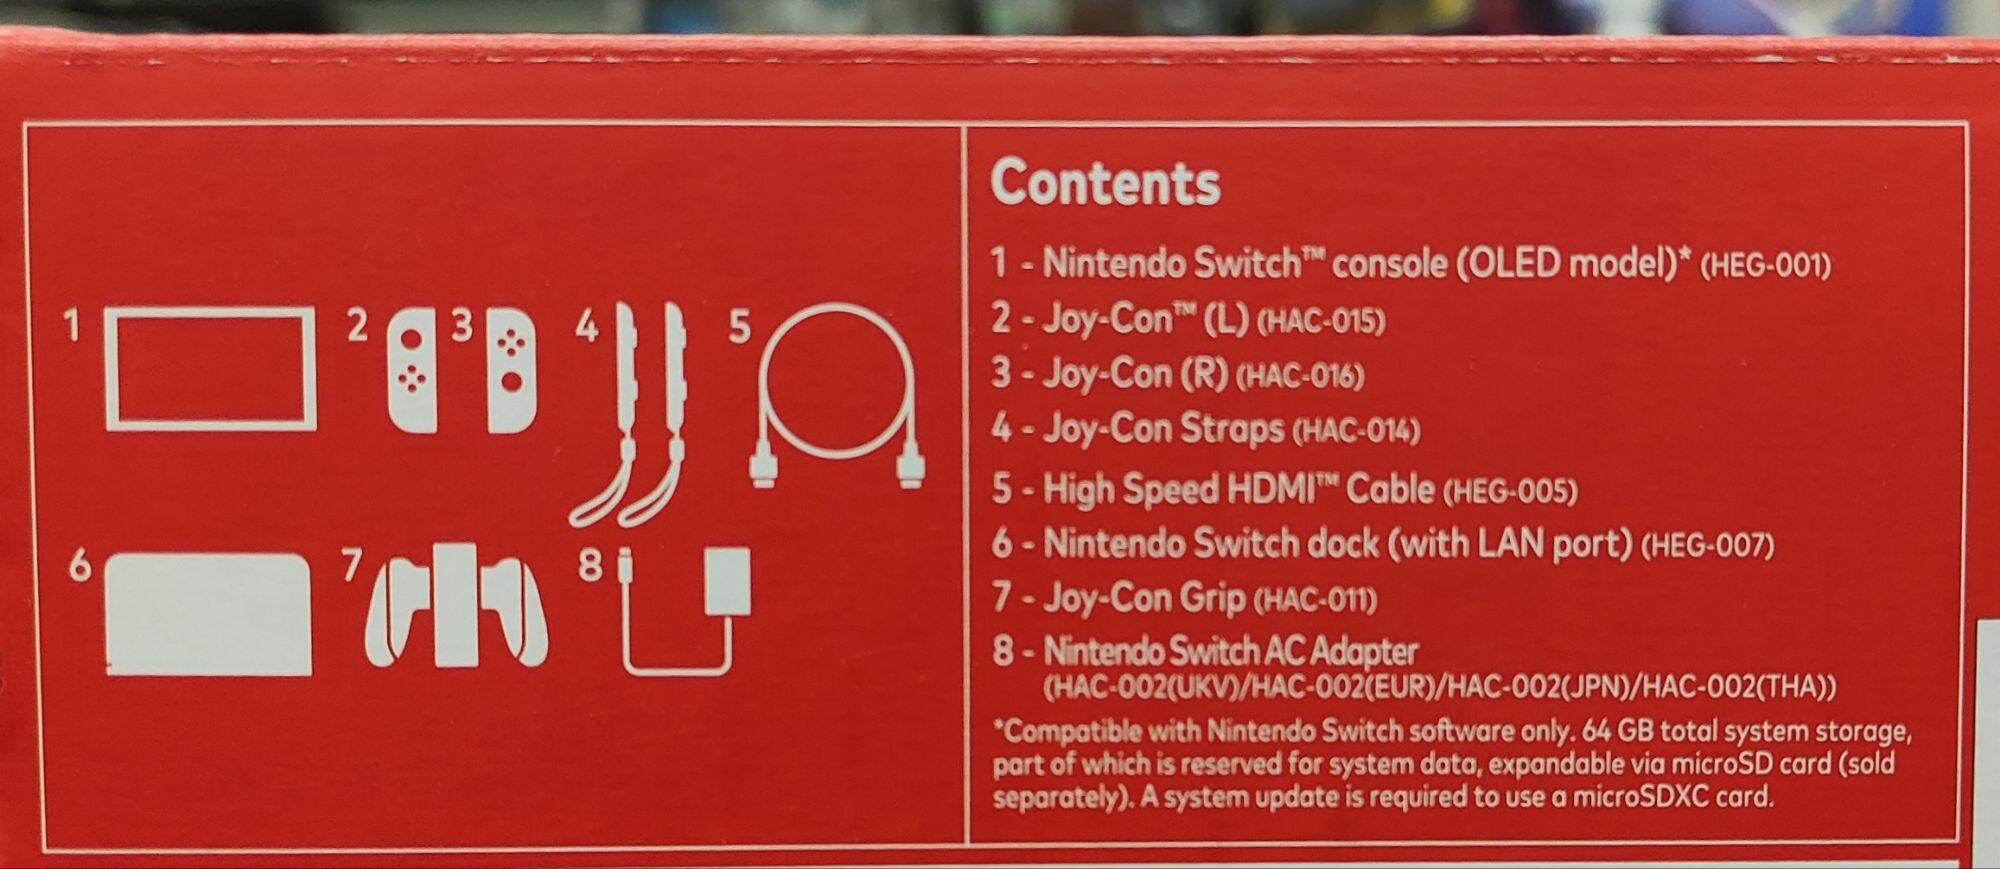 Contents
1 - Nintendo Switch™ console (OLED model)* (HEG-001)
2 - Joy-Con™ (L) (HAC-015)
3 - Joy-Con (R) (HAC-016)
4 - Joy-Con Straps (HAC-014)
5 - High Speed HDMI™ Cable (HEG-005)
6 - Nintendo Switch dock (with LAN port) (HEG-007)
7 - Joy-Con Grip (HAC-011)
8 - Nintendo Switch AC Adapter
(HAC-002(UKV)/HAC-002(EUR)/HAC-002(JPN)/HAC-002(THA))
*Compatible with Nintendo Switch software only. 64 GB total system storage,
part of which is reserved for system data, expandable via microSD card (sold
separately). A system update is required to use a microSDXC card.
1 2 3 4 5
6 7 8